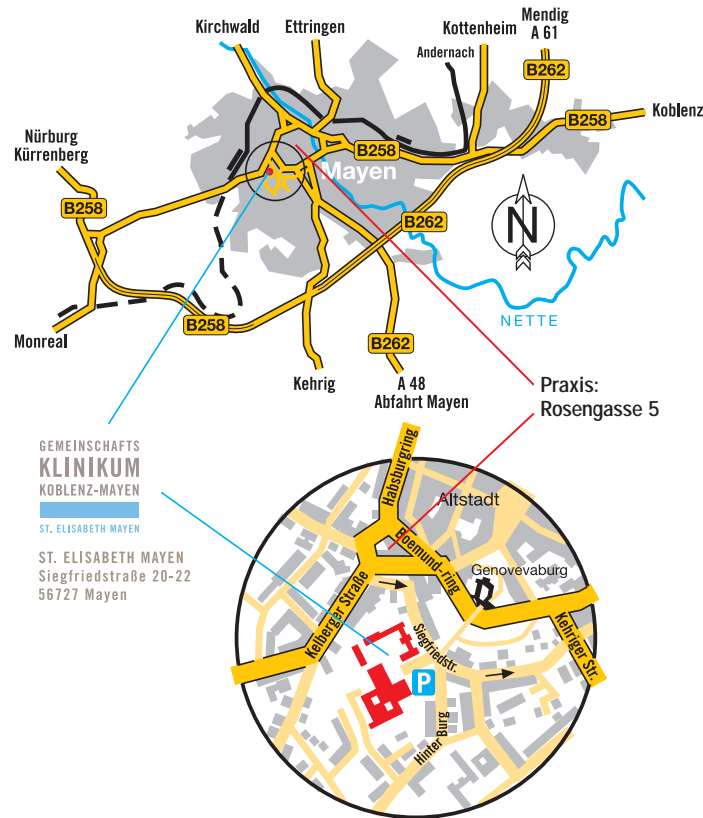 Mendig
A 61
Kirchwald
Ettringen
Kottenheim
Andernach
B262
Koblenz
B258
Nürburg
Kürrenberg
B258
Mayen
B258
B262
N
NETTE
B258
Monreal
B262
Kehrig
A 48
Abfahrt Mayen
Praxis:
Rosengasse 5
GEMEINSCHAFTS
KLINIKUM
KOBLENZ-MAYEN
ST. ELISABETH MAYEN
ST. ELISABETH MAYEN
Siegfriedstraße 20-22
56727 Mayen
Habsburgring
Altstadt
Boemund-ring
Genovevaburg
Kelberger Straße
Siegfriedstr.
Kehriger Str.
P
Hinter Burg